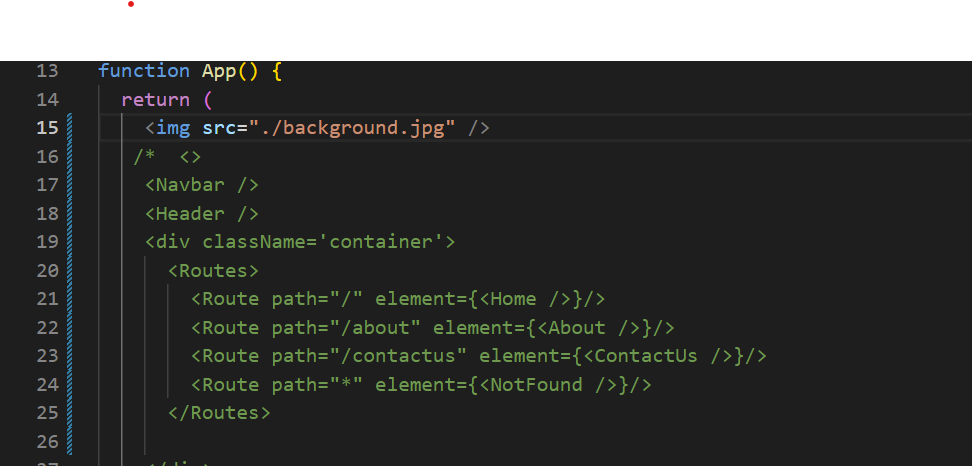 13 function App() {
14 return (
15 <img src="./background.jpg" />
16 /* <>
17 <Navbar />
18 <Header />
19 <div className='container'>
20 <Routes>
21 <Route path="/" element={<Home />}/>
22 <Route path="/about" element={<About />}/>
23 <Route path="/contactus" element={<ContactUs />}/>
24 <Route path="*" element={<NotFound />}/>
25 </Routes>
26